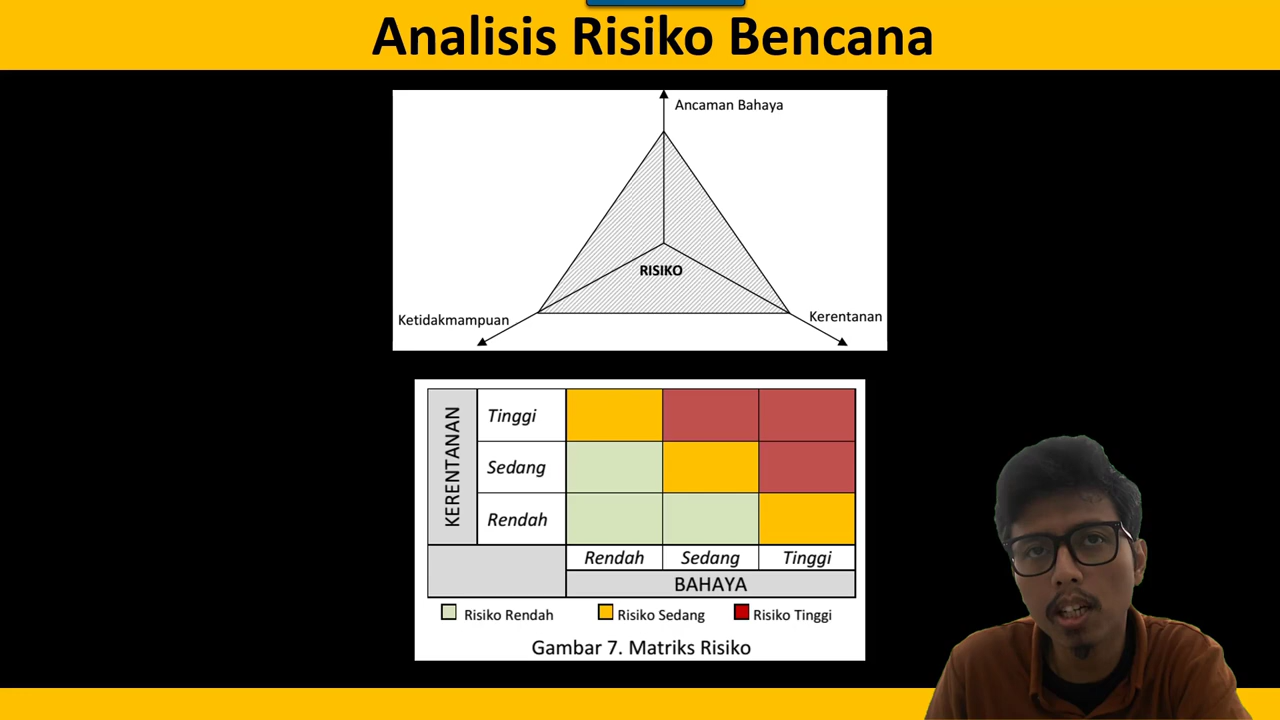 Analisis Risiko Bencana
Ancaman Bahaya
RISIKO
Ketidakmampuan
Kerentanan
KERENTANAN
Tinggi
Sedang
Rendah
Rendah Sedang Tinggi
BAHAYA
Risiko Rendah Risiko Sedang Risiko Tinggi
Gambar 7. Matriks Risiko